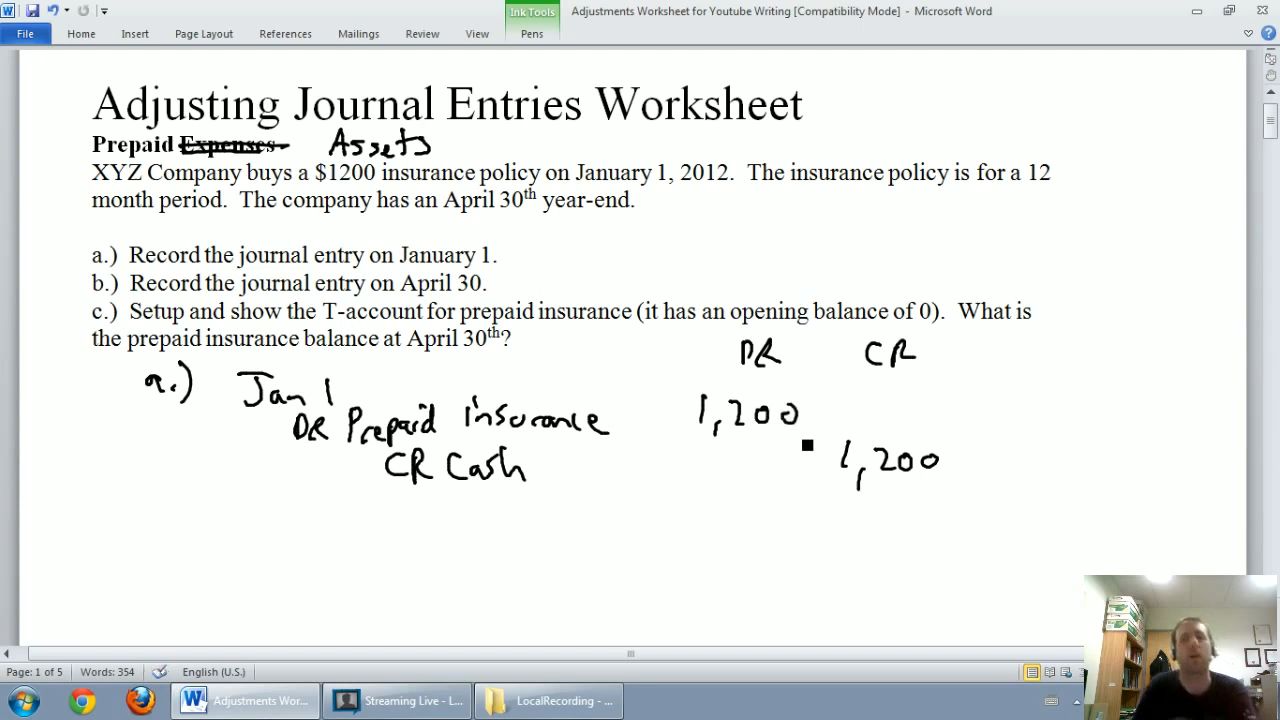 Ink Tools
Adjustments Worksheet for Youtube Writing [Compatibility Mode] - Microsoft Word
File Home Insert Page Layout References Mailings Review View Pens
Adjusting Journal Entries Worksheet
Prepaid Expenses Assets
XYZ Company buys a $1200 insurance policy on January 1, 2012. The insurance policy is for a 12
month period. The company has an April 30th year-end.
a.) Record the journal entry on January 1.
b.) Record the journal entry on April 30.
c.) Setup and show the T-account for prepaid insurance (it has an opening balance of 0). What is
the prepaid insurance balance at April 30th?
DR CR
a.) Jan 1
DR Prepaid insurance 1,200
CR Cash 1,200
Page: 1 of 5 Words: 354 English (U.S.)
Adjustments Wor... Streaming Live - L... LocalRecording - ...